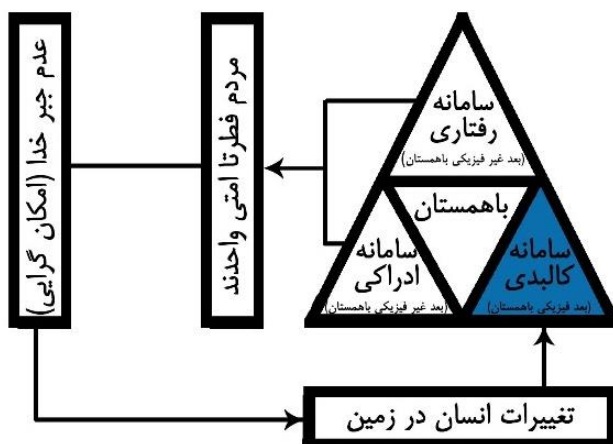 سامانه
رفتاری
(بعد غیر فیزیکی باهمستان)
باهمستان
سامانه
کالبدی
(بعد غیر فیزیکی باهمستان)
سامانه
ادراکی
(بعد غیر فیزیکی باهمستان)
مردم فطرتا امتی واحدند
عدم جبر خدا (امکان گرایی)
تغییرات انسان در زمین